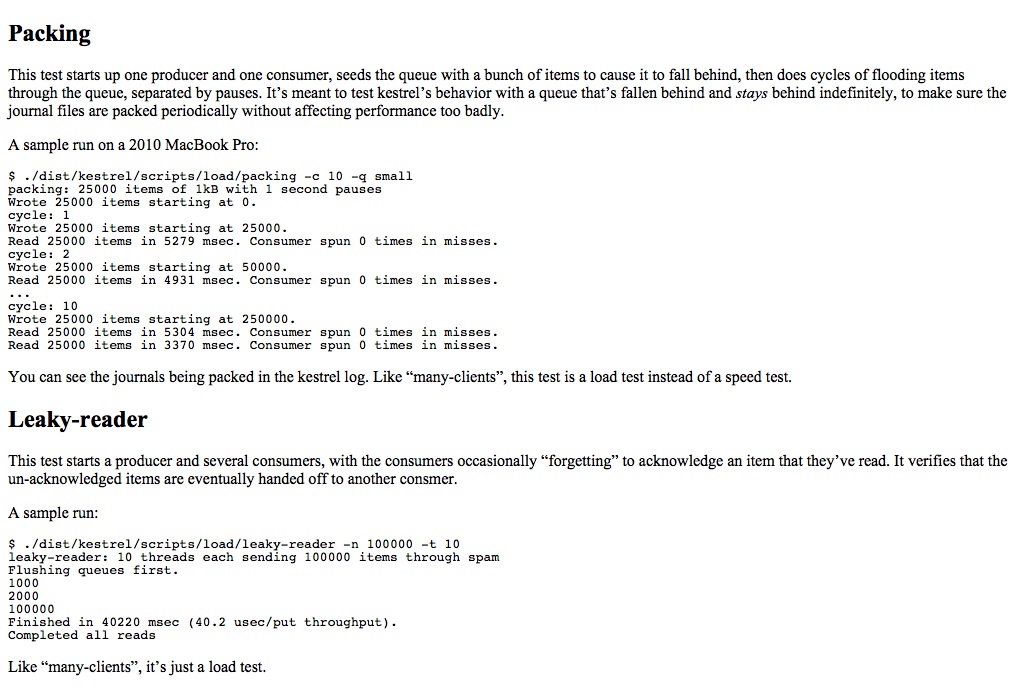 Packing
This test starts up one producer and one consumer, seeds the queue with a bunch of items to cause it to fall behind, then does cycles of flooding items
through the queue, separated by pauses. It’s meant to test kestrel’s behavior with a queue that’s fallen behind and stays behind indefinitely, to make sure the
journal files are packed periodically without affecting performance too badly.
A sample run on a 2010 MacBook Pro:
$ ./dist/kestrel/scripts/load/packing -c 10 -q small
packing: 25000 items of 1kB with 1 second pauses
Wrote 25000 items starting at 0.
cycle: 1
Wrote 25000 items starting at 25000.
Read 25000 items in 5279 msec. Consumer spun 0 times in misses.
cycle: 2
Wrote 25000 items starting at 50000.
Read 25000 items in 4931 msec. Consumer spun 0 times in misses.
...
cycle: 10
Wrote 25000 items starting at 250000.
Read 25000 items in 5304 msec. Consumer spun 0 times in misses.
Read 25000 items in 3370 msec. Consumer spun 0 times in misses.
You can see the journals being packed in the kestrel log. Like “many-clients”, this test is a load test instead of a speed test.
Leaky-reader
This test starts a producer and several consumers, with the consumers occasionally “forgetting” to acknowledge an item that they’ve read. It verifies that the
un-acknowledged items are eventually handed off to another consmer.
A sample run:
$ ./dist/kestrel/scripts/load/leaky-reader -n 100000 -t 10
leaky-reader: 10 threads each sending 100000 items through spam
Flushing queues first.
1000
2000
100000
Finished in 40220 msec (40.2 usec/put throughput).
Completed all reads
Like “many-clients”, it’s just a load test.